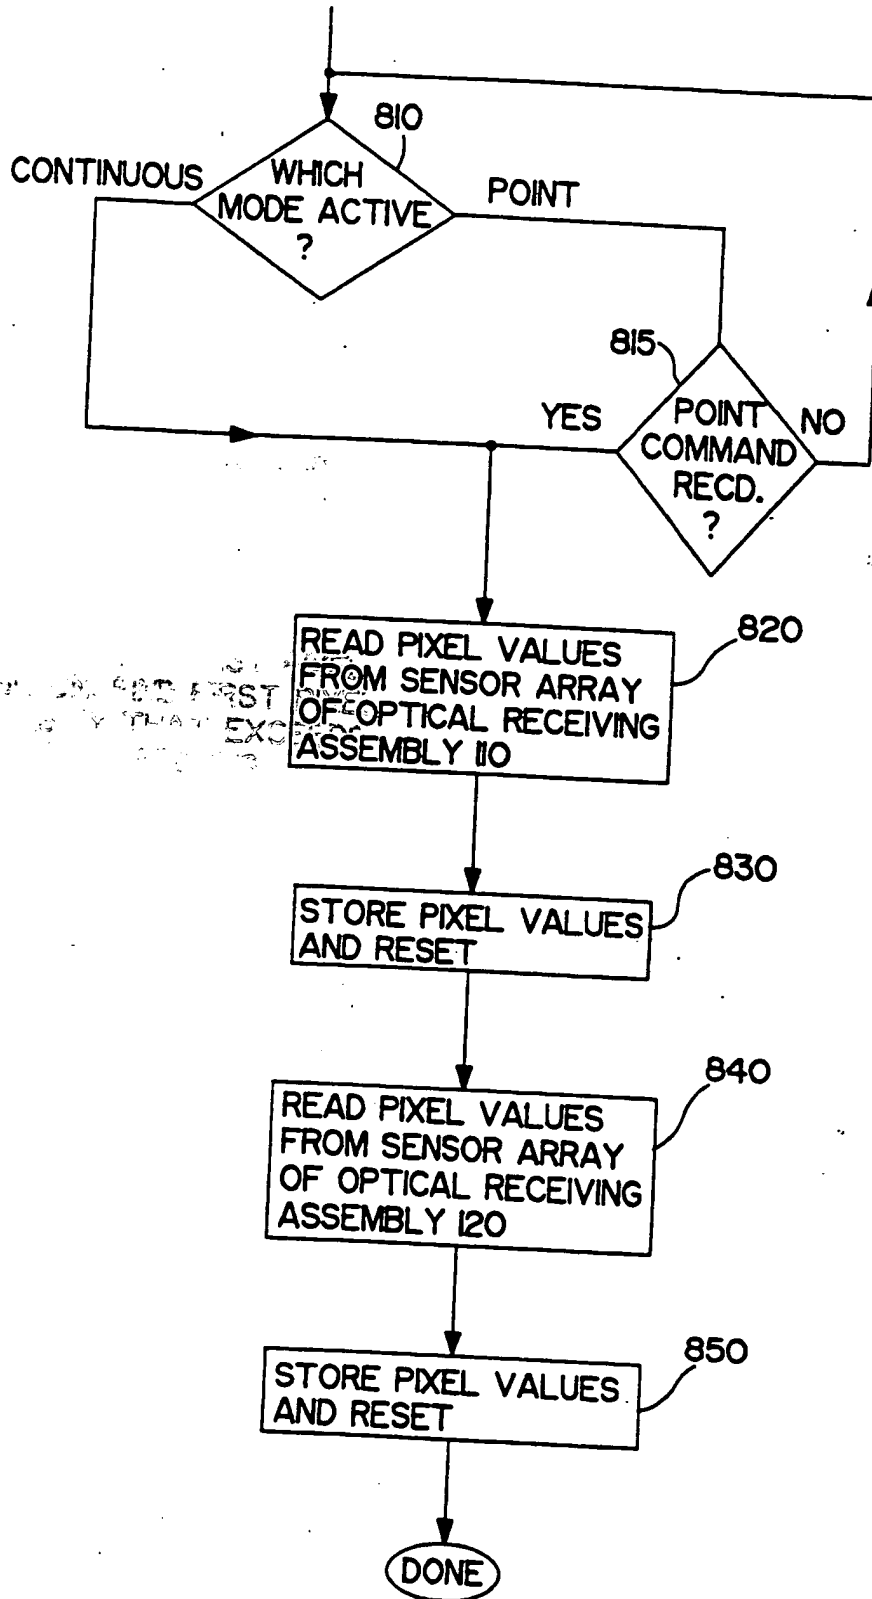 810
CONTINUOUS
WHICH
MODE ACTIVE
?
POINT
815
YES
POINT
COMMAND
RECD.
?
NO
820
READ PIXEL VALUES
FROM SENSOR ARRAY
OF OPTICAL RECEIVING
ASSEMBLY 110
830
STORE PIXEL VALUES
AND RESET
840
READ PIXEL VALUES
FROM SENSOR ARRAY
OF OPTICAL RECEIVING
ASSEMBLY 120
850
STORE PIXEL VALUES
AND RESET
DONE